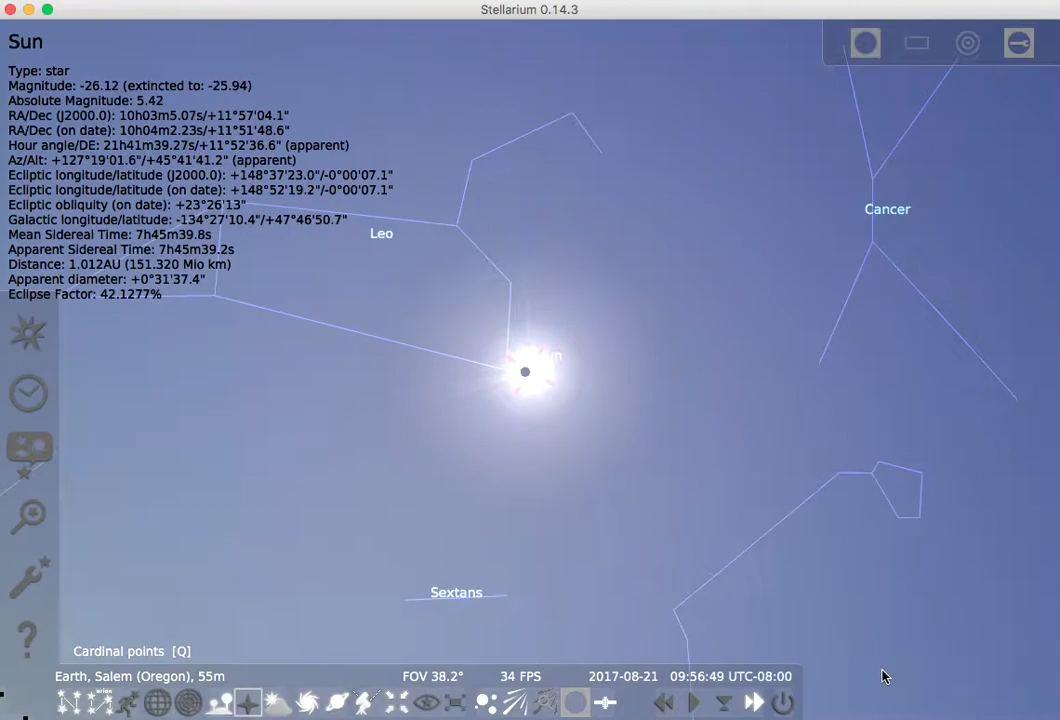 Stellarium 0.14.3
Sun
Type: star
Magnitude: -26.12 (extincted to: -25.94)
Absolute Magnitude: 5.42
RA/Dec (J2000.0): 10h03m5.07s/+11°57'04.1"
RA/Dec (on date): 10h04m2.23s/+11°51'48.6"
Hour angle/DE: 21h41m39.27s/+11°52'36.6" (apparent)
Az/Alt: +127°19'01.6"/+45°41'41.2" (apparent)
Ecliptic longitude/latitude (J2000.0): +148°37'23.0"/-0°00'07.1"
Ecliptic longitude/latitude (on date): +148°52'19.2"/-0°00'07.1"
Ecliptic obliquity (on date): +23°26'13"
Galactic longitude/latitude: -134°27'10.4"/+47°46'50.7"
Mean Sidereal Time: 7h45m39.8s
Apparent Sidereal Time: 7h45m39.2s
Distance: 1.012AU (151.320 Mio km)
Apparent diameter: +0°31'37.4"
Eclipse Factor: 42.1277%
Cancer
Leo
Sextans
Cardinal points [Q]
Earth, Salem (Oregon), 55m FOV 38.2° 34 FPS 2017-08-21 09:56:49 UTC-08:00